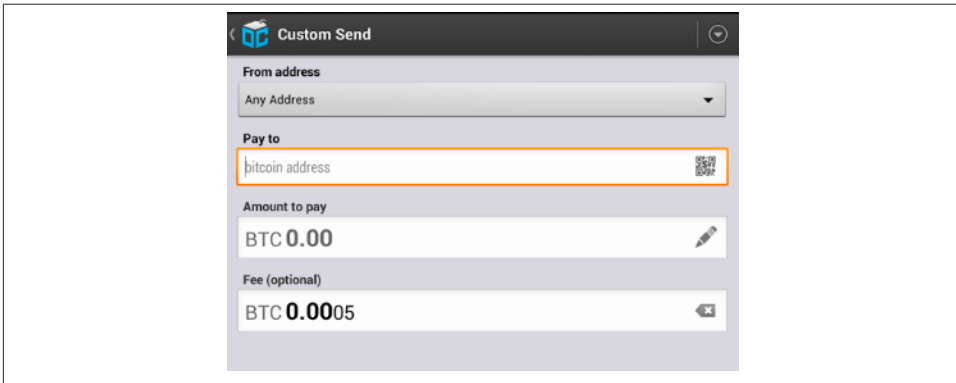 Custom Send
From address
Any Address
Pay to
bitcoin address
Amount to pay
BTC 0.00
Fee (optional)
BTC 0.0005